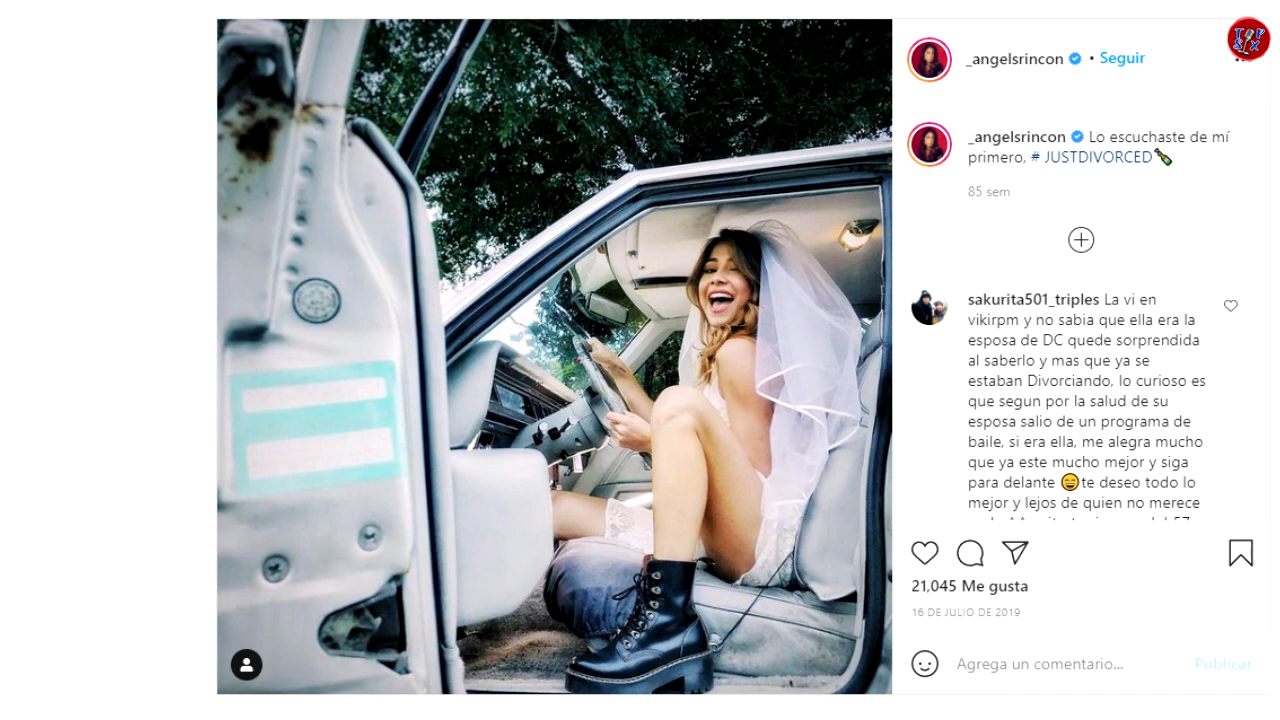 TOP
SIX
_angelsrincon • Seguir
_angelsrincon Lo escuchaste de mí
primero, # JUSTDIVORCED🍾
85 sem
sakurita501_triples La vi en
vikirpm y no sabia que ella era la
esposa de DC quede sorprendida
al saberlo y mas que ya se
estaban Divorciando, lo curioso es
que segun por la salud de su
esposa salio de un programa de
baile, si era ella, me alegra mucho
que ya este mucho mejor y siga
para delante 😄te deseo todo lo
mejor y lejos de quien no merece
21,045 Me gusta
16 DE JULIO DE 2019
Agrega un comentario...
Publicar